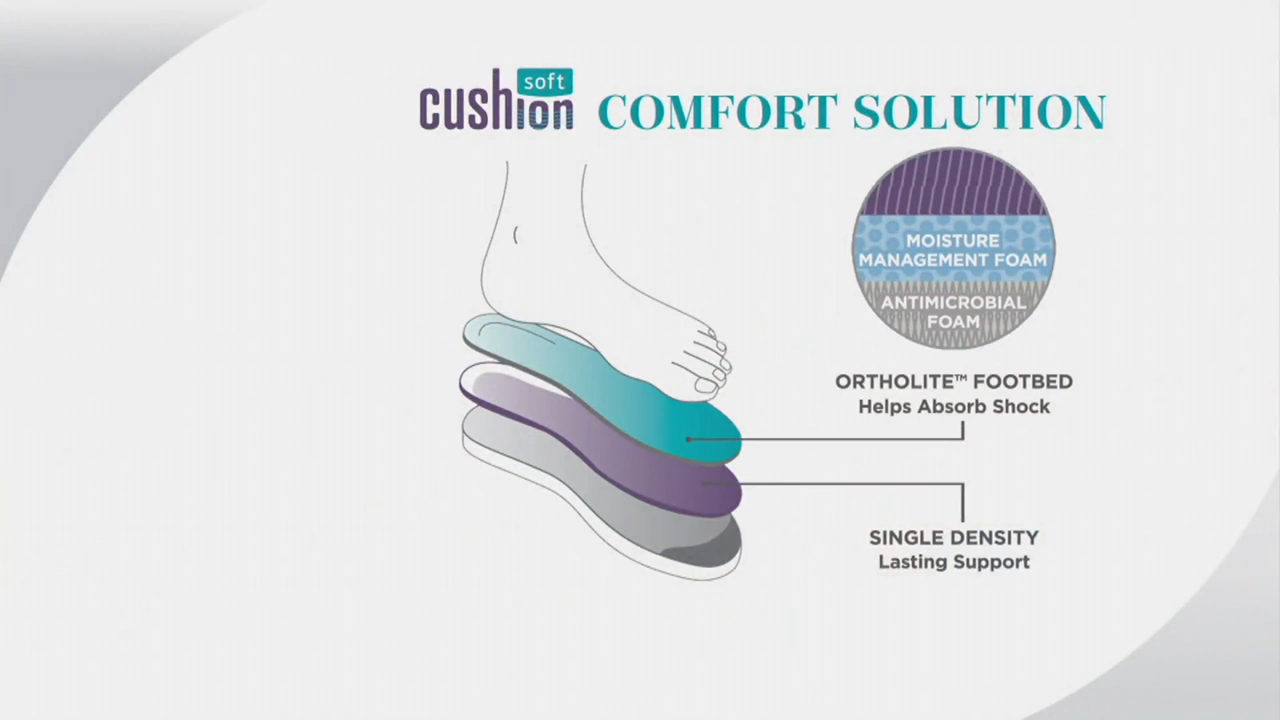 soft
cushion COMFORT SOLUTION
MOISTURE
MANAGEMENT FOAM
ANTIMICROBIAL
FOAM
ORTHOLITE™ FOOTBED
Helps Absorb Shock
SINGLE DENSITY
Lasting Support